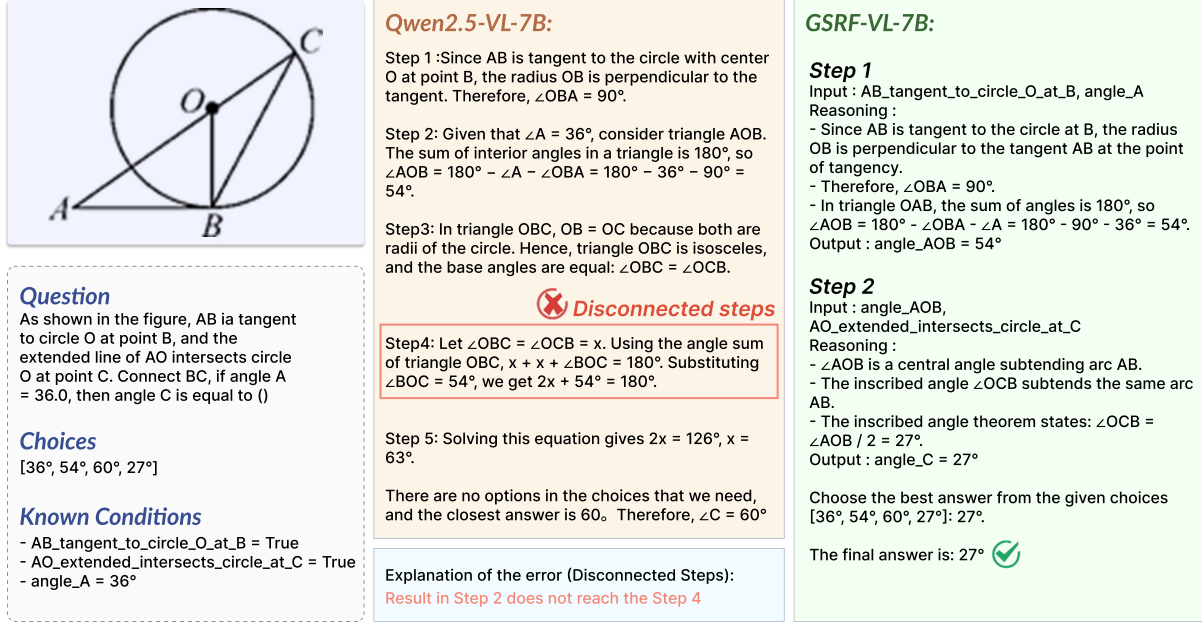 C
O
A
B
Question
As shown in the figure, AB ia tangent
to circle O at point B, and the
extended line of AO intersects circle
O at point C. Connect BC, if angle A
= 36.0, then angle C is equal to ()
Choices
[36°, 54°, 60°, 27°]
Known Conditions
- AB_tangent_to_circle_O_at_B = True
- AO_extended_intersects_circle_at_C = True
- angle_A = 36°
Qwen2.5-VL-7B:
Step 1 :Since AB is tangent to the circle with center
O at point B, the radius OB is perpendicular to the
tangent. Therefore, ∠OBA = 90°.
Step 2: Given that ∠A = 36°, consider triangle AOB.
The sum of interior angles in a triangle is 180°, so
∠AOB = 180° − ∠A − ∠OBA = 180° − 36° − 90° =
54°.
Step3: In triangle OBC, OB = OC because both are
radii of the circle. Hence, triangle OBC is isosceles,
and the base angles are equal: ∠OBC = ∠OCB.
Disconnected steps
Step4: Let ∠OBC = ∠OCB = x. Using the angle sum
of triangle OBC, x + x + ∠BOC = 180°. Substituting
∠BOC = 54°, we get 2x + 54° = 180°.
Step 5: Solving this equation gives 2x = 126°, x =
63°.
There are no options in the choices that we need,
and the closest answer is 60。Therefore, ∠C = 60°
Explanation of the error (Disconnected Steps):
Result in Step 2 does not reach the Step 4
GSRF-VL-7B:
Step 1
Input : AB_tangent_to_circle_O_at_B, angle_A
Reasoning :
- Since AB is tangent to the circle at B, the radius
OB is perpendicular to the tangent AB at the point
of tangency.
- Therefore, ∠OBA = 90°.
- In triangle OAB, the sum of angles is 180°, so
∠AOB = 180° - ∠OBA - ∠A = 180° - 90° - 36° = 54°.
Output : angle_AOB = 54°
Step 2
Input : angle_AOB,
AO_extended_intersects_circle_at_C
Reasoning :
- ∠AOB is a central angle subtending arc AB.
- The inscribed angle ∠OCB subtends the same arc
AB.
- The inscribed angle theorem states: ∠OCB =
∠AOB / 2 = 27°.
Output : angle_C = 27°
Choose the best answer from the given choices
[36°, 54°, 60°, 27°]: 27°.
The final answer is: 27°